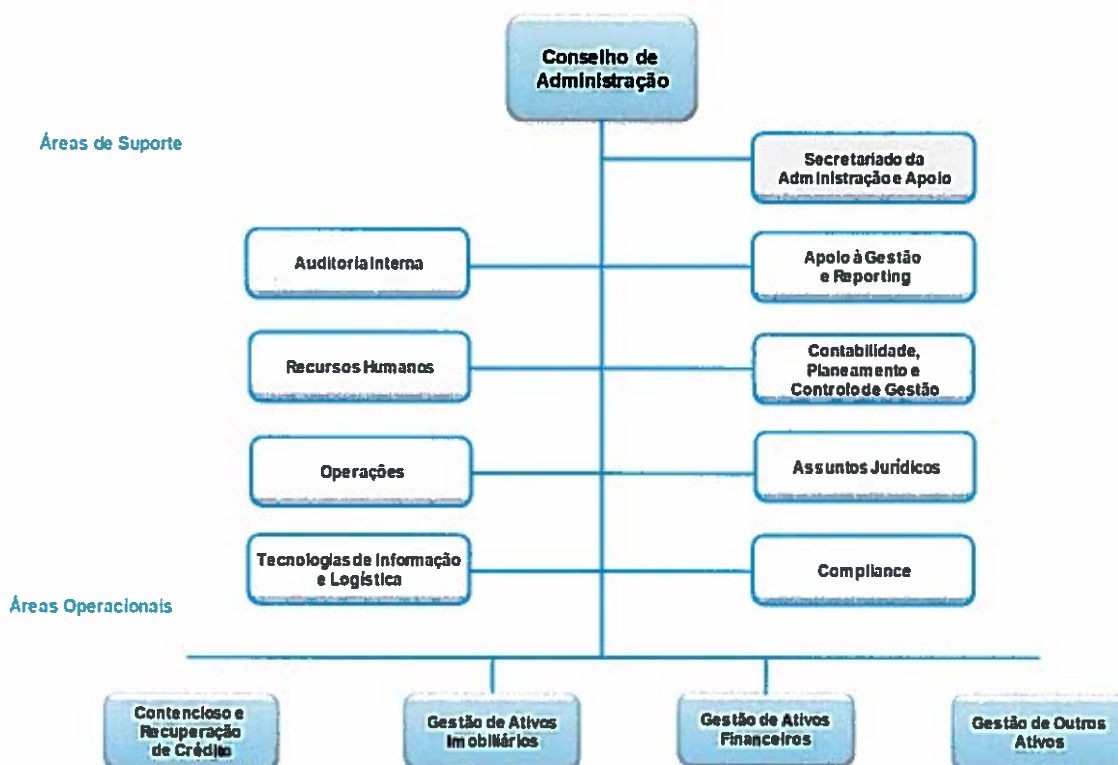 Conselho de
Administração
Áreas de Suporte
Secretariado da
Administração e Apoio
Auditoria Interna
Apoio à Gestão
e Reporting
Recursos Humanos
Contabilidade,
Planeamento e
Controlo de Gestão
Operações
Assuntos Jurídicos
Tecnologias de Informação
e Logística
Compliance
Áreas Operacionais
Contencioso e
Recuperação
de Crédito
Gestão de Ativos
Imobiliários
Gestão de Ativos
Financeiros
Gestão de Outros
Ativos